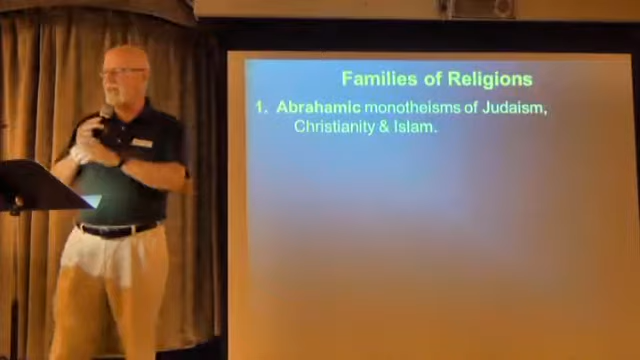 Families of Religions
1. Abrahamic monotheisms of Judaism,
Christianity & Islam.